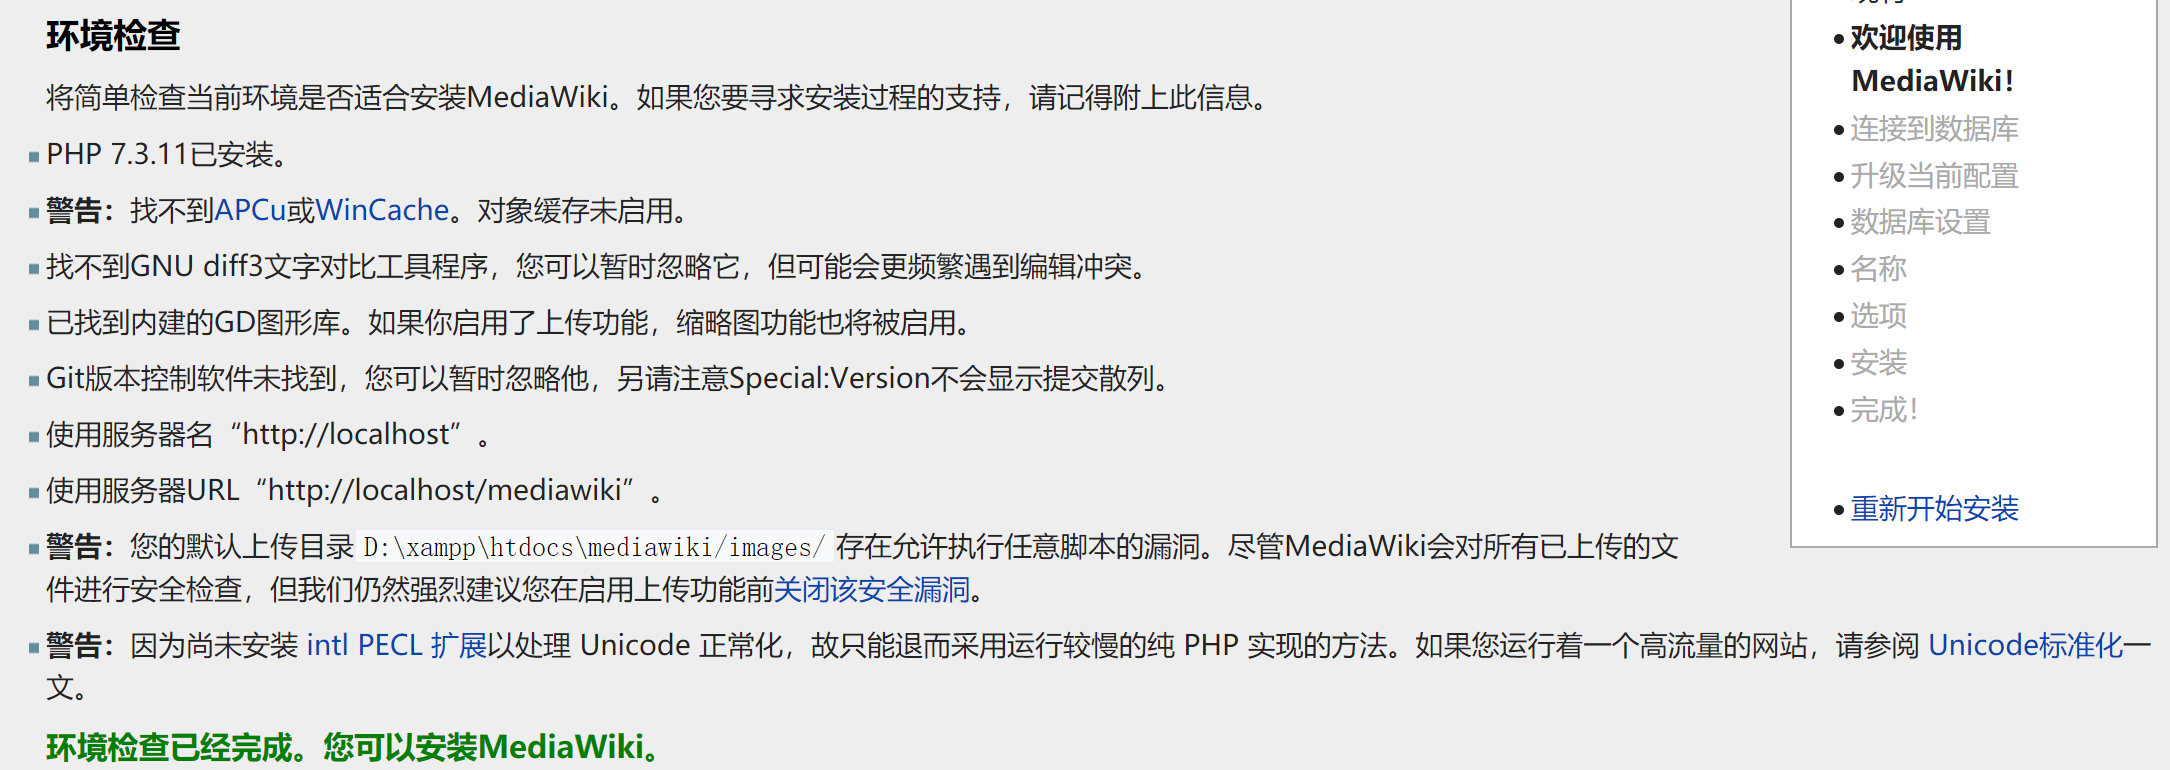 环境检查
将简单检查当前环境是否适合安装MediaWiki。如果您要寻求安装过程的支持，请记得附上此信息。
PHP 7.3.11已安装。
警告：找不到APCu或WinCache。对象缓存未启用。
找不到GNU diff3文字对比工具程序，您可以暂时忽略它，但可能会更频繁遇到编辑冲突。
已找到内建的GD图形库。如果你启用了上传功能，缩略图功能也将被启用。
Git版本控制软件未找到，您可以暂时忽略他，另请注意Special:Version不会显示提交散列。
使用服务器名“http://localhost”。
使用服务器URL“http://localhost/mediawiki”。
警告：您的默认上传目录D:\xampp\htdocs\mediawiki/images/存在允许执行任意脚本的漏洞。尽管MediaWiki会对所有已上传的文
件进行安全检查，但我们仍然强烈建议您在启用上传功能前关闭该安全漏洞。
警告：因为尚未安装 intl PECL 扩展以处理 Unicode 正常化，故只能退而采用运行较慢的纯 PHP 实现的方法。如果您运行着一个高流量的网站，请参阅 Unicode标准化一
文。
环境检查已经完成。您可以安装MediaWiki。
欢迎使用
MediaWiki！
连接到数据库
升级当前配置
数据库设置
名称
选项
安装
完成！
重新开始安装